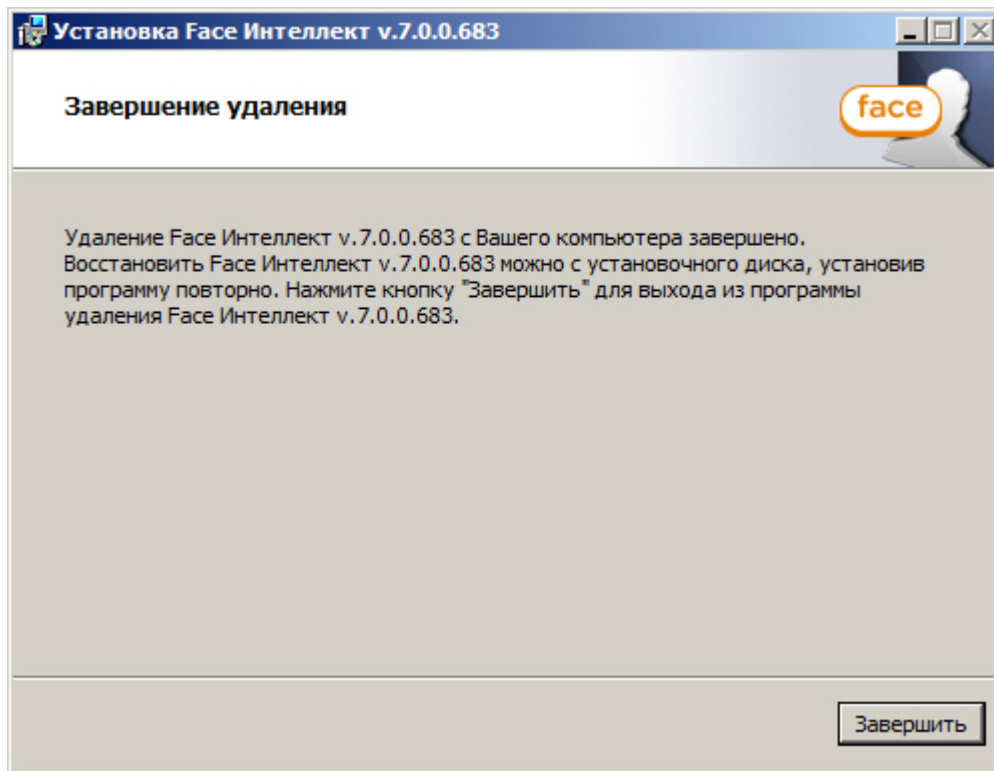 Установка Face Интеллект v.7.0.0.683
Завершение удаления
face
Удаление Face Интеллект v.7.0.0.683 с Вашего компьютера завершено.
Восстановить Face Интеллект v.7.0.0.683 можно с установочного диска, установив
программу повторно. Нажмите кнопку "Завершить" для выхода из программы
удаления Face Интеллект v.7.0.0.683.
Завершить